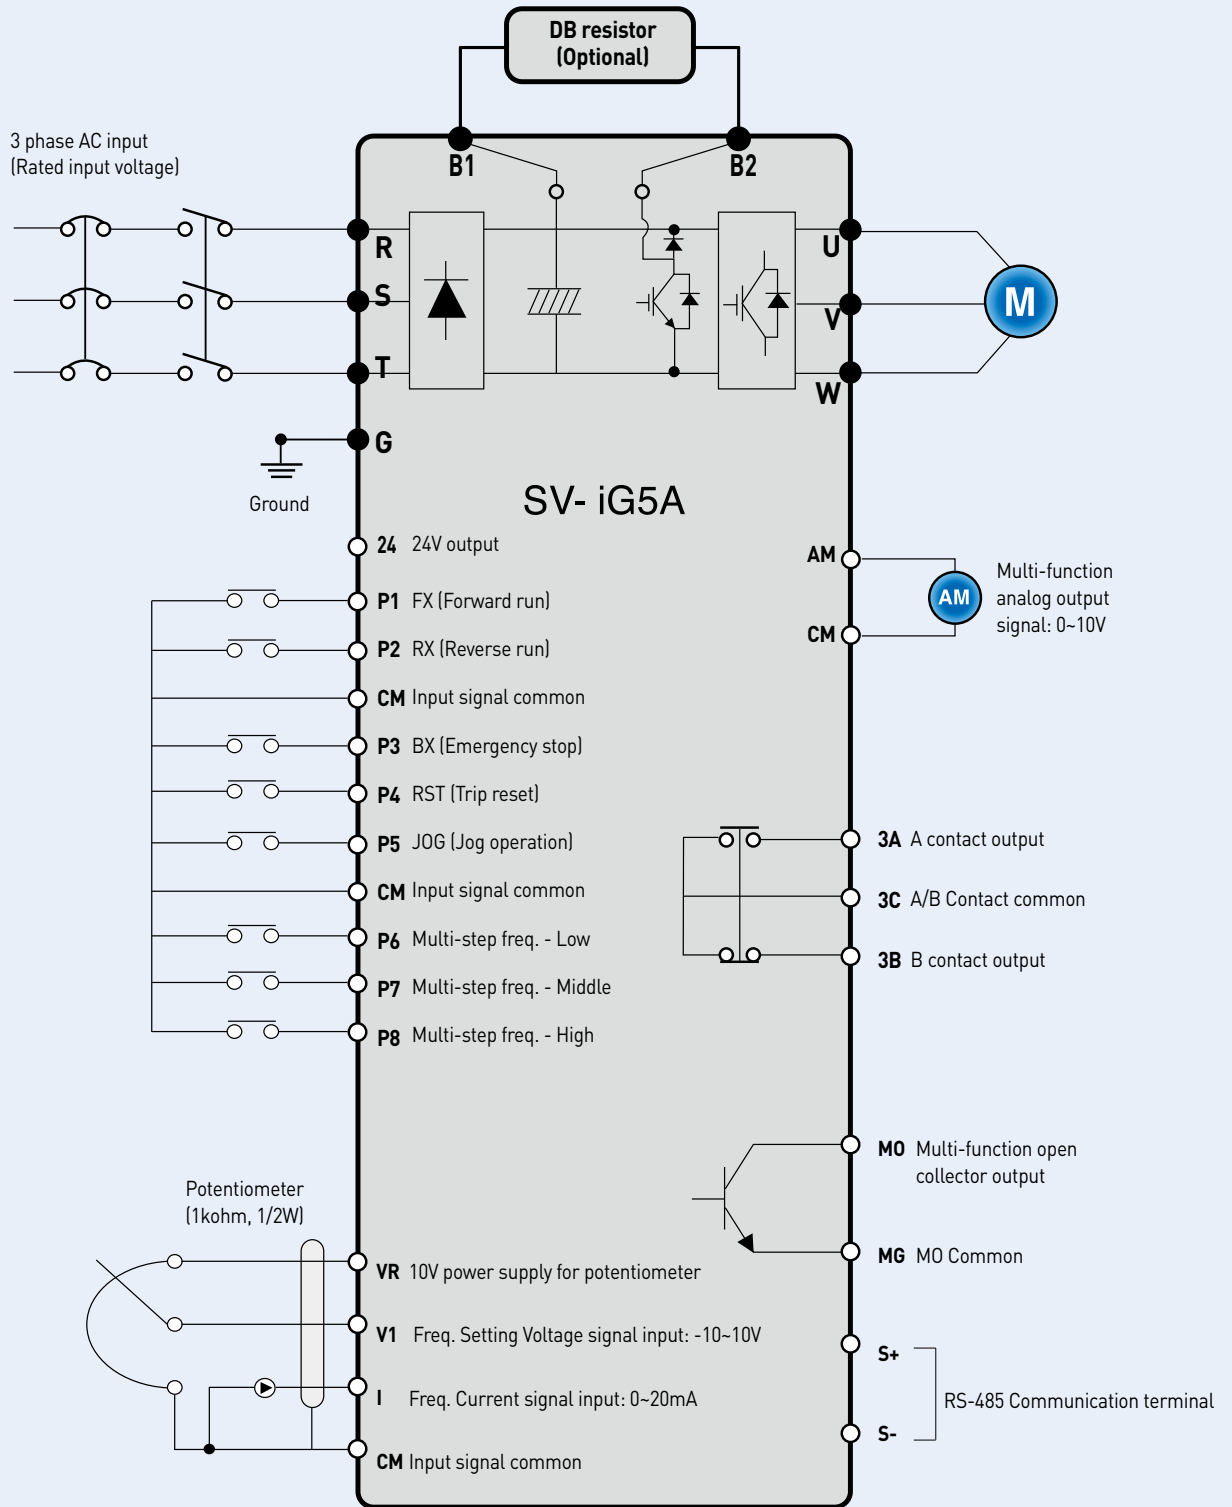 DB resistor
(Optional)
3 phase AC input
(Rated input voltage)
B1
B2
R
S
T
G
U
V
W
M
Ground
SV- iG5A
24 24V output
P1 FX (Forward run)
P2 RX (Reverse run)
CM Input signal common
P3 BX (Emergency stop)
P4 RST (Trip reset)
P5 JOG (Jog operation)
CM Input signal common
P6 Multi-step freq. - Low
P7 Multi-step freq. - Middle
P8 Multi-step freq. - High
AM
CM
AM
Multi-function
analog output
signal: 0~10V
3A A contact output
3C A/B Contact common
3B B contact output
MO Multi-function open
collector output
MG MO Common
Potentiometer
(1kohm, 1/2W)
VR 10V power supply for potentiometer
V1 Freq. Setting Voltage signal input: -10~10V
I Freq. Current signal input: 0~20mA
CM Input signal common
S+
S-
RS-485 Communication terminal